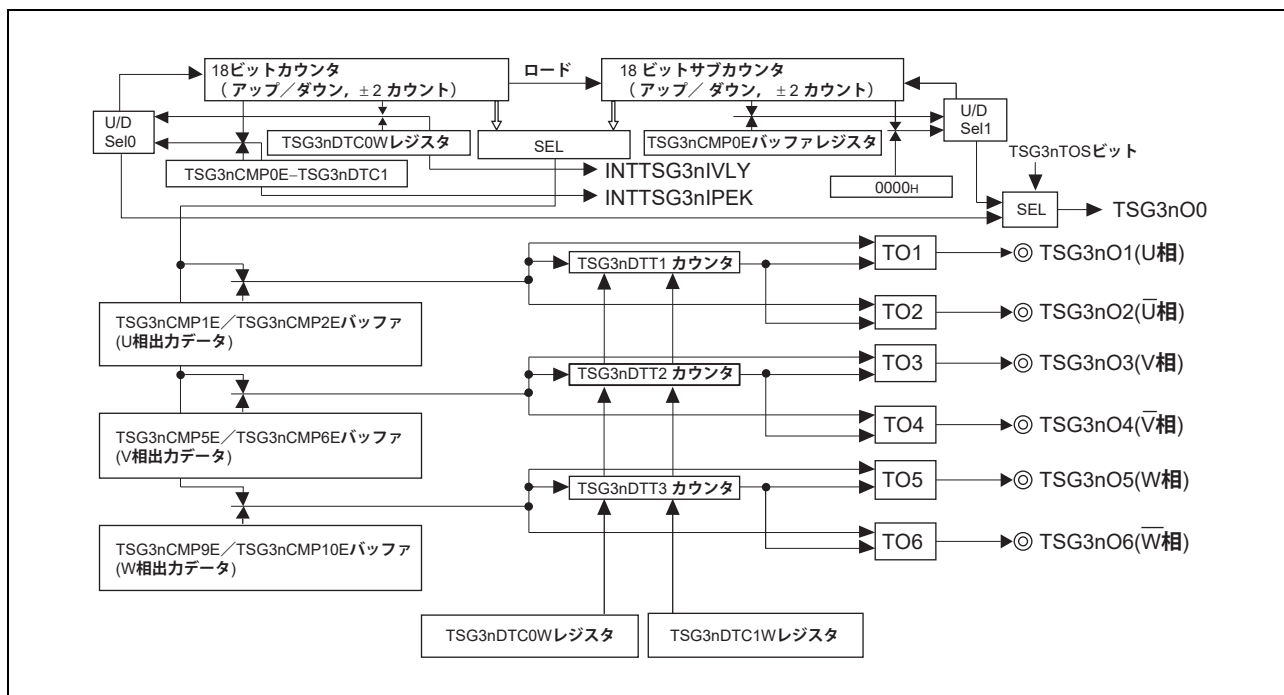 18ビットカウンタ
(アップ／ダウン, ±2 カウント)
ロード
18 ビットサブカウンタ
(アップ／ ダウン, ±2 カウント)
U/D
Sel0
TSG3nDTC0Wレジスタ
SEL
TSG3nCMP0Eバッファレジスタ
U/D
Sel1
TSG3nCMP0E–TSG3nDTC1
INTTSG3nIVLY
INTTSG3nIPEK
0000H
TSG3nTOSビット
SEL
TSG3nO0
TSG3nDTT1 カウンタ
TO1
TSG3nO1(U相)
TSG3nCMP1E／TSG3nCMP2Eバッファ
(U相出力データ)
TO2
TSG3nO2(U̅相)
TSG3nDTT2 カウンタ
TO3
TSG3nO3(V相)
TSG3nCMP5E／TSG3nCMP6Eバッファ
(V相出力データ)
TO4
TSG3nO4(V̅相)
TSG3nDTT3 カウンタ
TO5
TSG3nO5(W相)
TSG3nCMP9E／TSG3nCMP10Eバッファ
(W相出力データ)
TO6
TSG3nO6(W̅相)
TSG3nDTC0Wレジスタ
TSG3nDTC1Wレジスタ